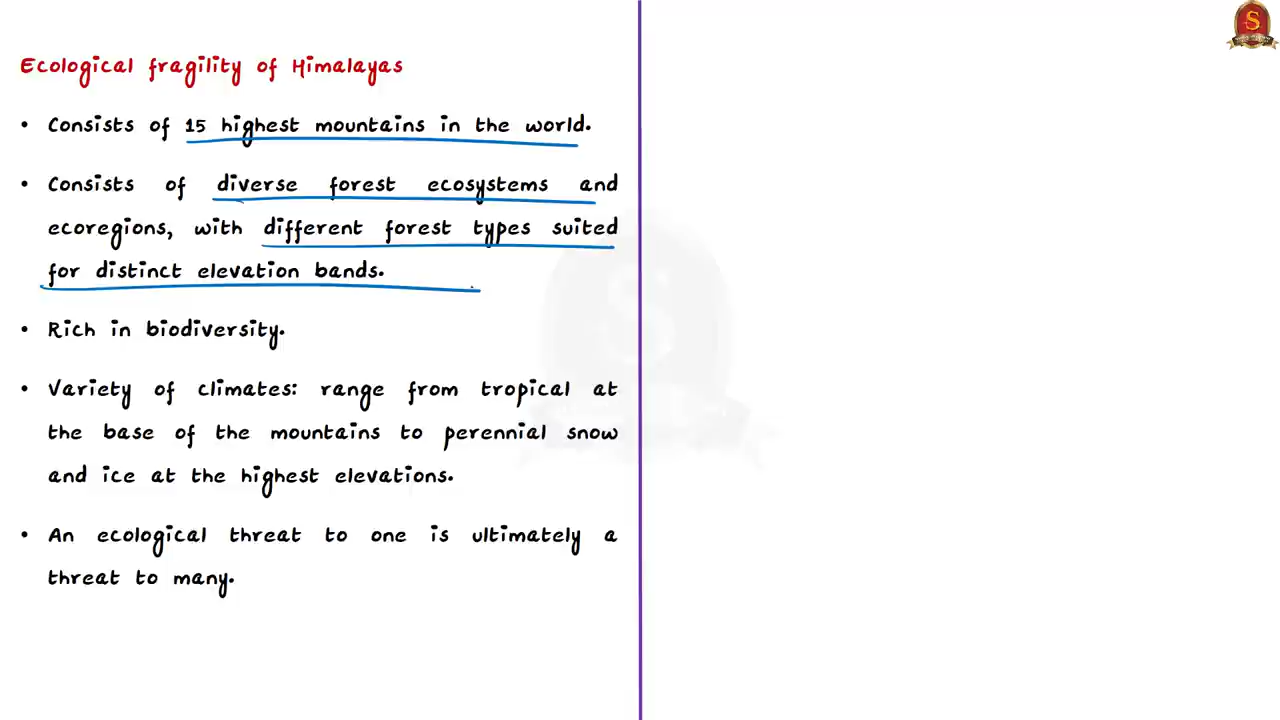 Ecological fragility of Himalayas
• Consists of 15 highest mountains in the world.
• Consists of diverse forest ecosystems and
ecoregions, with different forest types suited
for distinct elevation bands.
• Rich in biodiversity.
• Variety of climates: range from tropical at
the base of the mountains to perennial snow
and ice at the highest elevations.
• An ecological threat to one is ultimately a
threat to many.
S